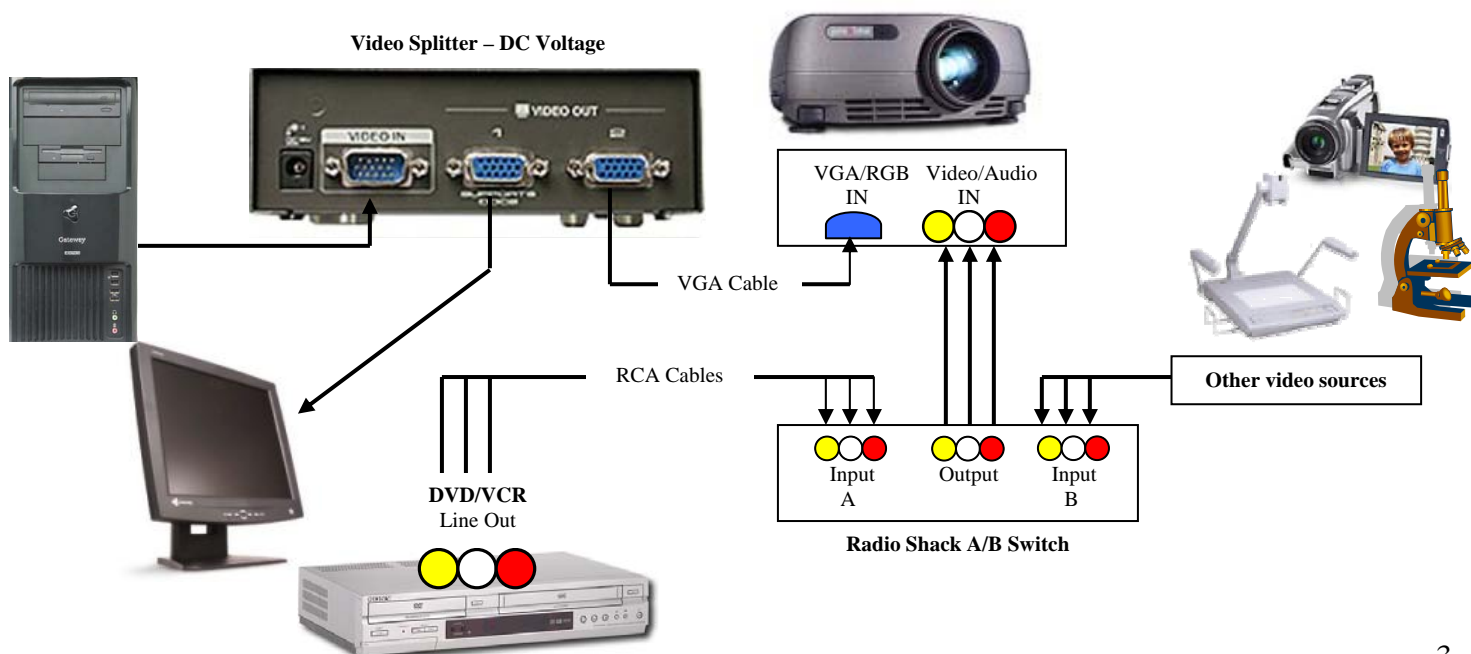 Video Splitter – DC Voltage
VIDEO OUT
VIDEO IN
Gateway
VGA/RGB
IN
Video/Audio
IN
VGA Cable
RCA Cables
Other video sources
DVD/VCR
Line Out
Input
A
Output
Input
B
Radio Shack A/B Switch